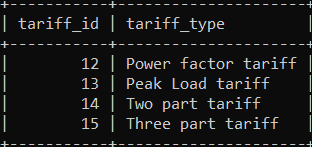 tariff_id | tariff_type
12 | Power factor tariff
13 | Peak Load tariff
14 | Two part tariff
15 | Three part tariff